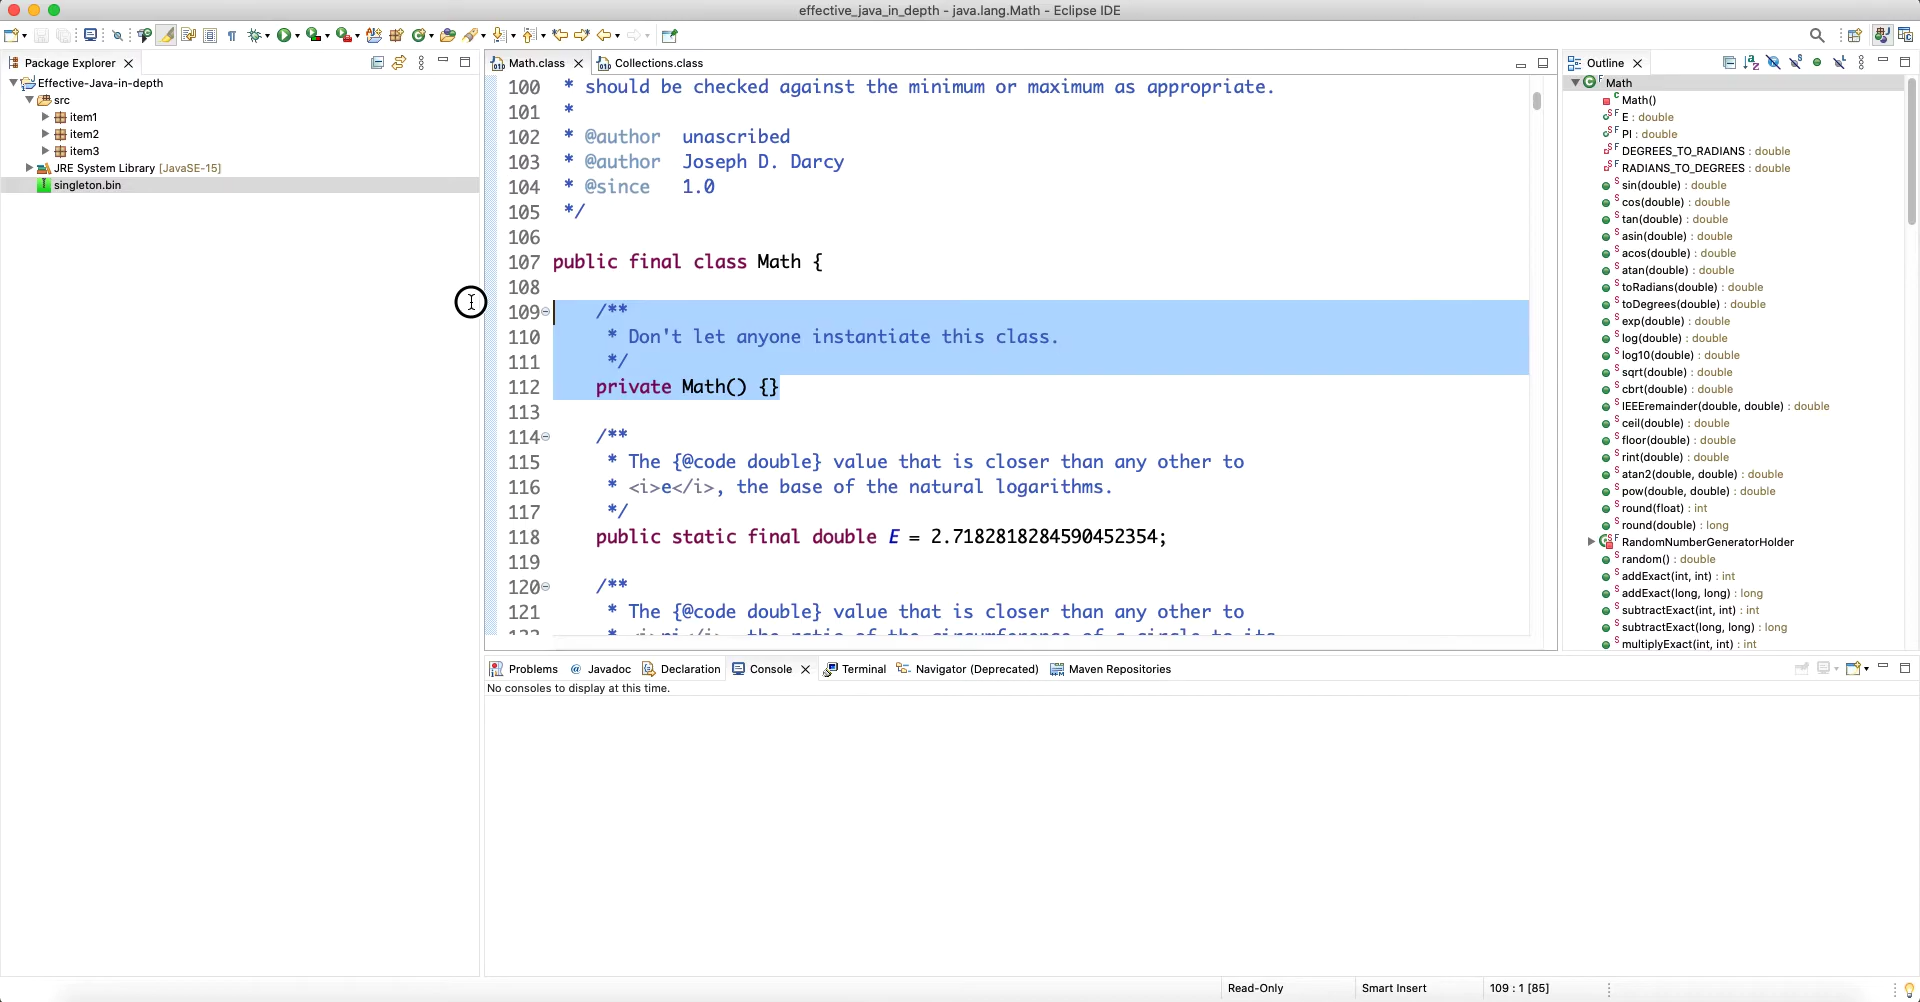 effective_java_in_depth - java.lang.Math - Eclipse IDE
Package Explorer
Effective-Java-in-depth
src
item1
item2
item3
JRE System Library [JavaSE-15]
singleton.bin
Math.class
Collections.class
100 * should be checked against the minimum or maximum as appropriate.
101 *
102 * @author unascribed
103 * @author Joseph D. Darcy
104 * @since 1.0
105 */
106
107 public final class Math {
108
109 /**
110 * Don't let anyone instantiate this class.
111 */
112 private Math() {}
113
114 /**
115 * The {@code double} value that is closer than any other to
116 * <i>e</i>, the base of the natural logarithms.
117 */
118 public static final double E = 2.7182818284590452354;
119
120 /**
121 * The {@code double} value that is closer than any other to
122 * <i>pi</i>, the ratio of the circumference of a circle to its
Outline
Math
Math()
E : double
PI : double
DEGREES_TO_RADIANS : double
RADIANS_TO_DEGREES : double
sin(double) : double
cos(double) : double
tan(double) : double
asin(double) : double
acos(double) : double
atan(double) : double
toRadians(double) : double
toDegrees(double) : double
exp(double) : double
log(double) : double
log10(double) : double
sqrt(double) : double
cbrt(double) : double
IEEEremainder(double, double) : double
ceil(double) : double
floor(double) : double
rint(double) : double
atan2(double, double) : double
pow(double, double) : double
round(float) : int
round(double) : long
RandomNumberGeneratorHolder
random() : double
addExact(int, int) : int
addExact(long, long) : long
subtractExact(int, int) : int
subtractExact(long, long) : long
multiplyExact(int, int) : int
Problems
Javadoc
Declaration
Console
Terminal
Navigator (Deprecated)
Maven Repositories
No consoles to display at this time.
Read-Only
Smart Insert
109 : 1 [85]